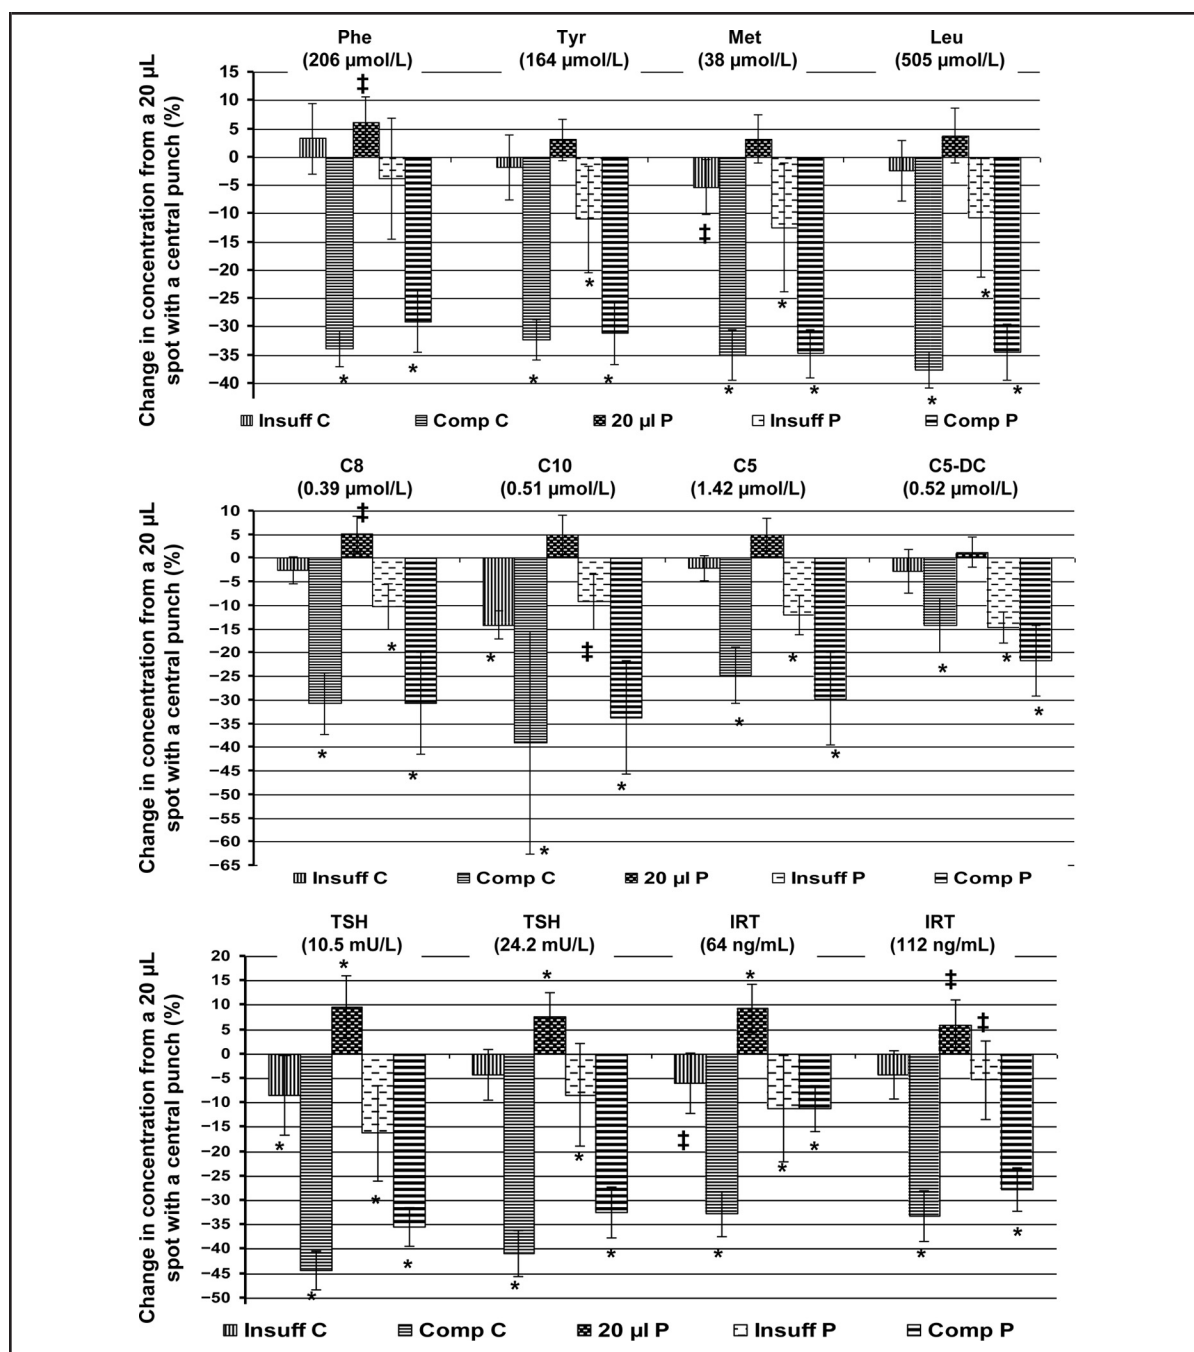 Phe Tyr Met Leu
(206 µmol/L) (164 µmol/L) (38 µmol/L) (505 µmol/L)
Change in concentration from a 20 µL
spot with a central punch (%)
15
10
5
0
−5
−10
−15
−20
−25
−30
−35
−40
‡
‡
* * *
* * * * * * * *
Insuff C Comp C 20 µl P Insuff P Comp P
C8 C10 C5 C5-DC
(0.39 µmol/L) (0.51 µmol/L) (1.42 µmol/L) (0.52 µmol/L)
Change in concentration from a 20 µL
spot with a central punch (%)
10
5
0
−5
−10
−15
−20
−25
−30
−35
−40
−45
−50
−55
−60
−65
‡
* * ‡ * * *
* *
* * * *
*
Insuff C Comp C 20 µl P Insuff P Comp P
TSH TSH IRT IRT
(10.5 mU/L) (24.2 mU/L) (64 ng/mL) (112 ng/mL)
Change in concentration from a 20 µL
spot with a central punch (%)
20
15
10
5
0
−5
−10
−15
−20
−25
−30
−35
−40
−45
−50
* * * ‡
‡
* ‡ *
* * *
*
* * * *
* *
Insuff C Comp C 20 µl P Insuff P Comp P